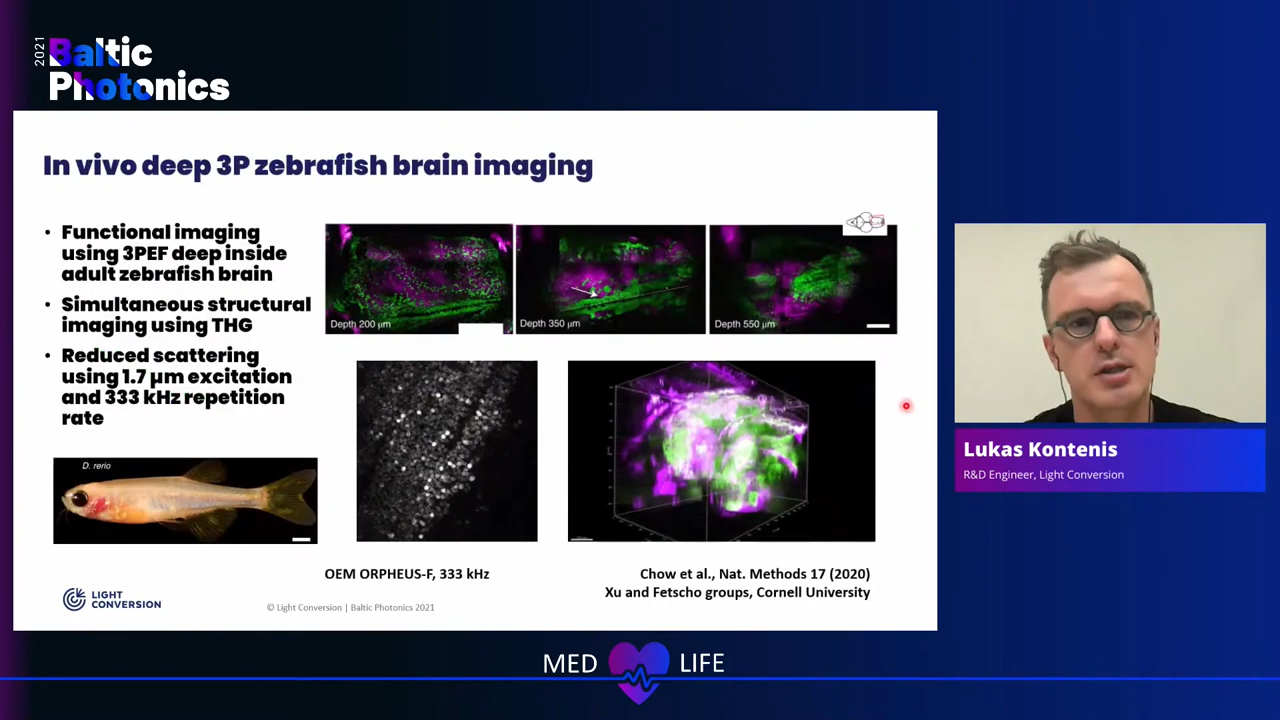 2021
Baltic
Photonics
In vivo deep 3P zebrafish brain imaging
• Functional imaging
using 3PEF deep inside
adult zebrafish brain
• Simultaneous structural
imaging using THG
• Reduced scattering
using 1.7 µm excitation
and 333 kHz repetition
rate
Depth 200 µm
Depth 350 µm
Depth 550 µm
D. rerio
OEM ORPHEUS-F, 333 kHz
Chow et al., Nat. Methods 17 (2020)
Xu and Fetscho groups, Cornell University
LIGHT
CONVERSION
© Light Conversion | Baltic Photonics 2021
Lukas Kontenis
R&D Engineer, Light Conversion
MED LIFE